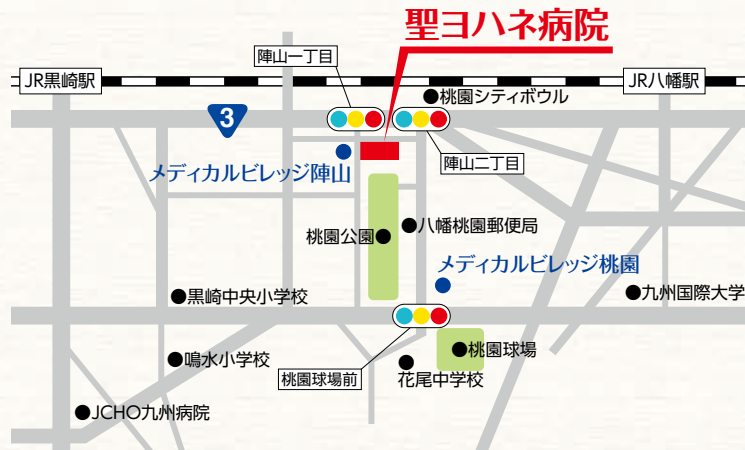 聖ヨハネ病院
陣山一丁目
JR黒崎駅
JR八幡駅
桃園シティボウル
3
陣山二丁目
メディカルビレッジ陣山
桃園公園
八幡桃園郵便局
メディカルビレッジ桃園
黒崎中央小学校
九州国際大学
鳴水小学校
桃園球場
桃園球場前
花尾中学校
JCHO九州病院